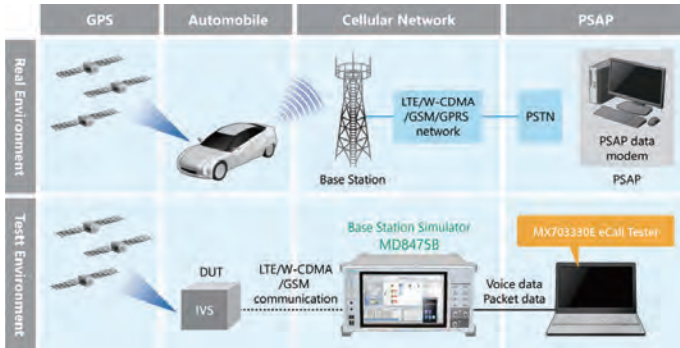 GPS
Automobile
Cellular Network
PSAP
Real Environment
LTE/W-CDMA
/GSM/GPRS
network
PSTN
Base Station
PSAP data
modem
PSAP
Testt Environment
DUT
IVS
LTE/W-CDMA
/GSM
communication
Base Station Simulator
MD8475B
Voice data
Packet data
MX703330E eCall Tester